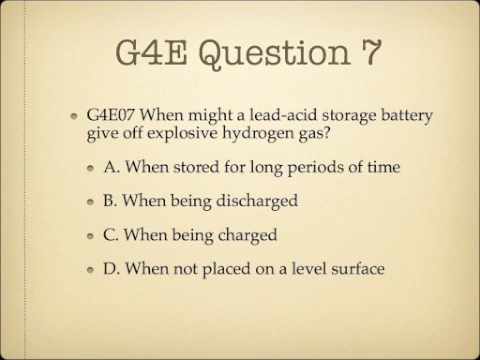 G4E Question 7
G4E07 When might a lead-acid storage battery
give off explosive hydrogen gas?
A. When stored for long periods of time
B. When being discharged
C. When being charged
D. When not placed on a level surface